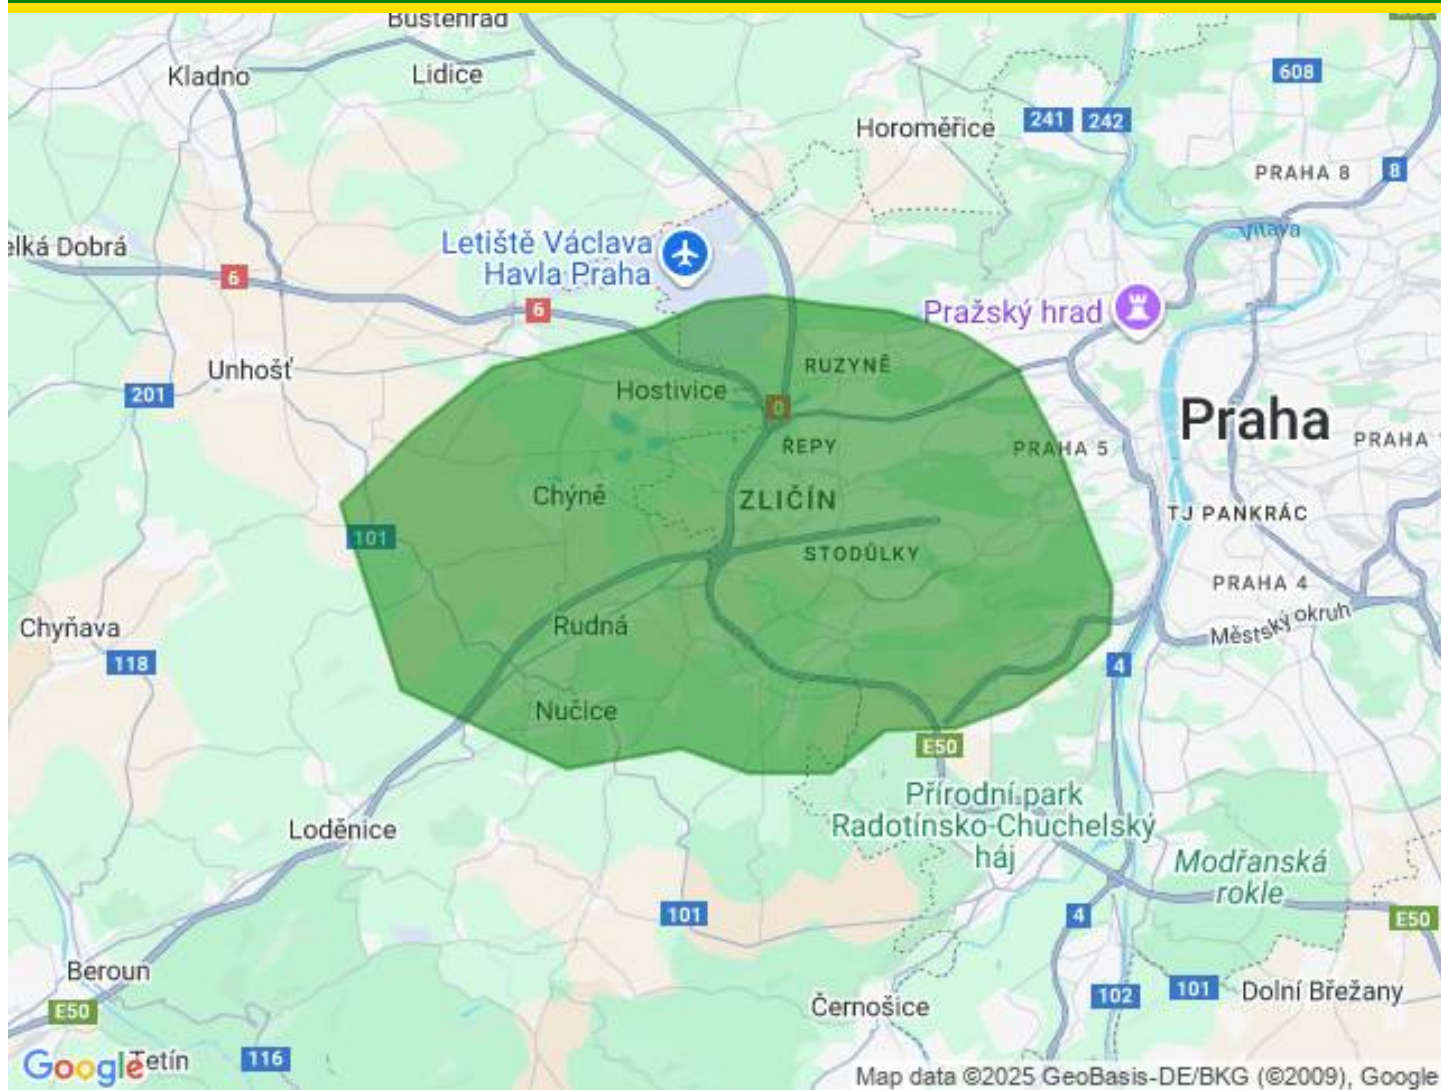 Buštěhrad
Kladno
Lidice
608
Horoměřice
241
242
PRAHA 8
8
Vltava
elká Dobrá
Letiště Václava
Havla Praha
6
6
Pražský hrad
Unhošť
RUZYNĚ
201
Hostivice
0
Praha
PRAHA
ŘEPY
PRAHA 5
Chýně
ZLIČÍN
TJ PANKRÁC
101
STODŮLKY
PRAHA 4
Rudná
Chyňava
Městský okruh
118
4
Nučice
E50
Přírodní park
Radotínsko-Chuchelský
háj
Loděnice
Modřanská
rokle
101
4
E50
Beroun
102
101
Dolní Břežany
E50
Černošice
Google
Tetín
116
Map data ©2025 GeoBasis-DE/BKG (©2009), Google